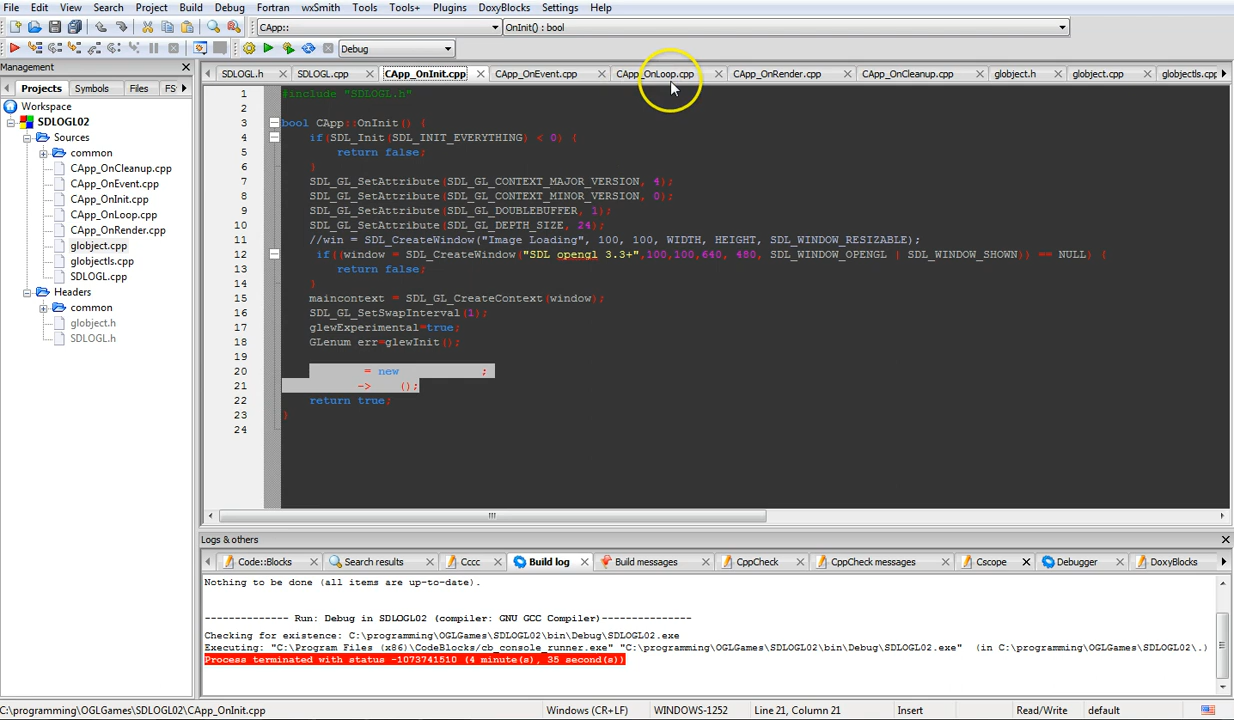 File Edit View Search Project Build Debug Fortran wxSmith Tools Tools+ Plugins DoxyBlocks Settings Help
CApp:: OnInit() : bool
Debug
Management
SDLOGL.h SDLOGL.cpp CApp_OnInit.cpp CApp_OnEvent.cpp CApp_OnLoop.cpp CApp_OnRender.cpp CApp_OnCleanup.cpp globject.h globject.cpp globjectls.cpp
Projects Symbols Files FS
Workspace
SDLOGL02
Sources
common
CApp_OnCleanup.cpp
CApp_OnEvent.cpp
CApp_OnInit.cpp
CApp_OnLoop.cpp
CApp_OnRender.cpp
globject.cpp
globjectls.cpp
SDLOGL.cpp
Headers
common
globject.h
SDLOGL.h
1 #include "SDLOGL.h"
2
3 bool CApp::OnInit() {
4 if(SDL_Init(SDL_INIT_EVERYTHING) < 0) {
5 return false;
6 }
7 SDL_GL_SetAttribute(SDL_GL_CONTEXT_MAJOR_VERSION, 4);
8 SDL_GL_SetAttribute(SDL_GL_CONTEXT_MINOR_VERSION, 0);
9 SDL_GL_SetAttribute(SDL_GL_DOUBLEBUFFER, 1);
10 SDL_GL_SetAttribute(SDL_GL_DEPTH_SIZE, 24);
11 //win = SDL_CreateWindow("Image Loading", 100, 100, WIDTH, HEIGHT, SDL_WINDOW_RESIZABLE);
12 if((window = SDL_CreateWindow("SDL opengl 3.3+",100,100,640, 480, SDL_WINDOW_OPENGL | SDL_WINDOW_SHOWN)) == NULL) {
13 return false;
14 }
15 maincontext = SDL_GL_CreateContext(window);
16 SDL_GL_SetSwapInterval(1);
17 glewExperimental=true;
18 GLenum err=glewInit();
19
20 = new ;
21 -> ();
22 return true;
23 }
24
Logs & others
Code::Blocks Search results Cccc Build log Build messages CppCheck CppCheck messages Cscope Debugger DoxyBlocks
Nothing to be done (all items are up-to-date).
-------------- Run: Debug in SDLOGL02 (compiler: GNU GCC Compiler)---------------
Checking for existence: C:\programming\OGLGames\SDLOGL02\bin\Debug\SDLOGL02.exe
Executing: "C:\Program Files (x86)\CodeBlocks/cb_console_runner.exe" "C:\programming\OGLGames\SDLOGL02\bin\Debug\SDLOGL02.exe" (in C:\programming\OGLGames\SDLOGL02\.)
Process terminated with status -1073741510 (4 minute(s), 35 second(s))
C:\programming\OGLGames\SDLOGL02\CApp_OnInit.cpp Windows (CR+LF) WINDOWS-1252 Line 21, Column 21 Insert Read/Write default